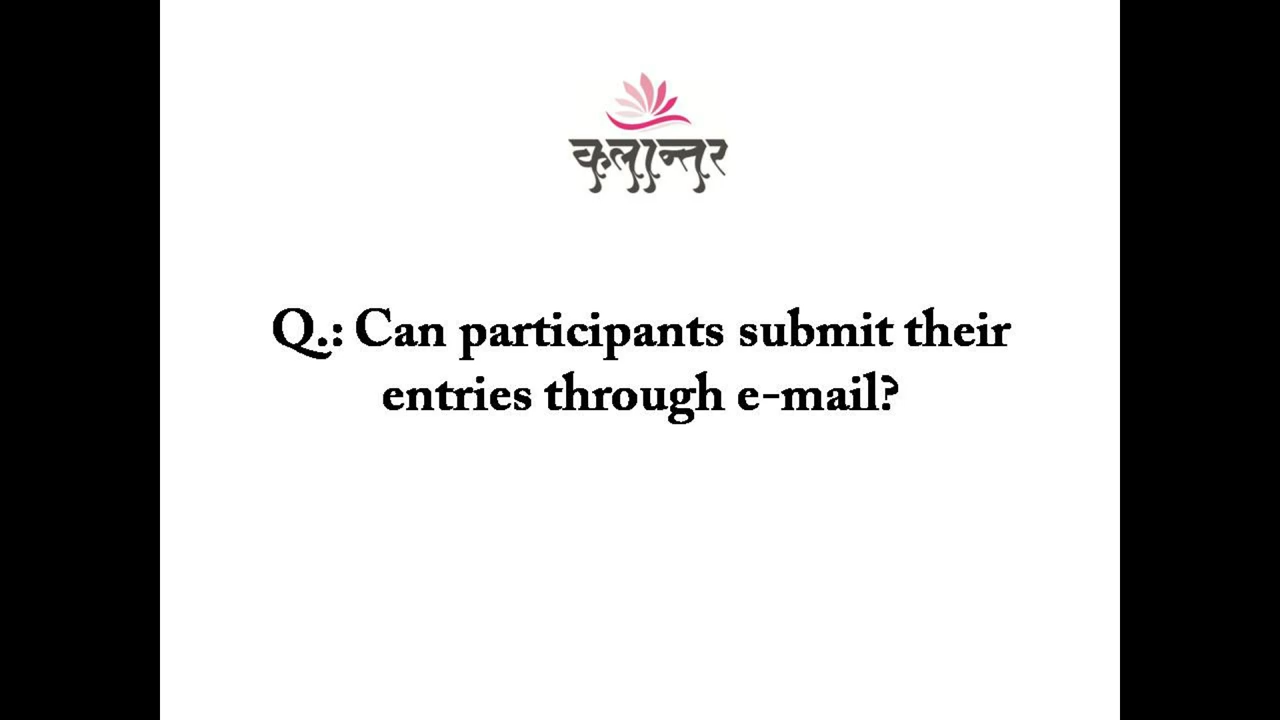 कलान्तर
Q.: Can participants submit their
entries through e-mail?